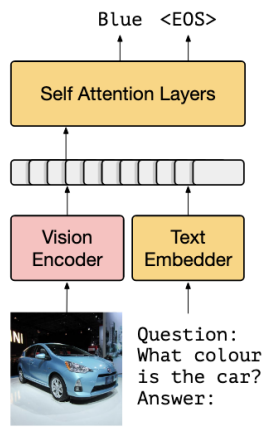 Blue <EOS>
Self Attention Layers
Vision
Encoder
Text
Embedder
Question:
What colour
is the car?
Answer: